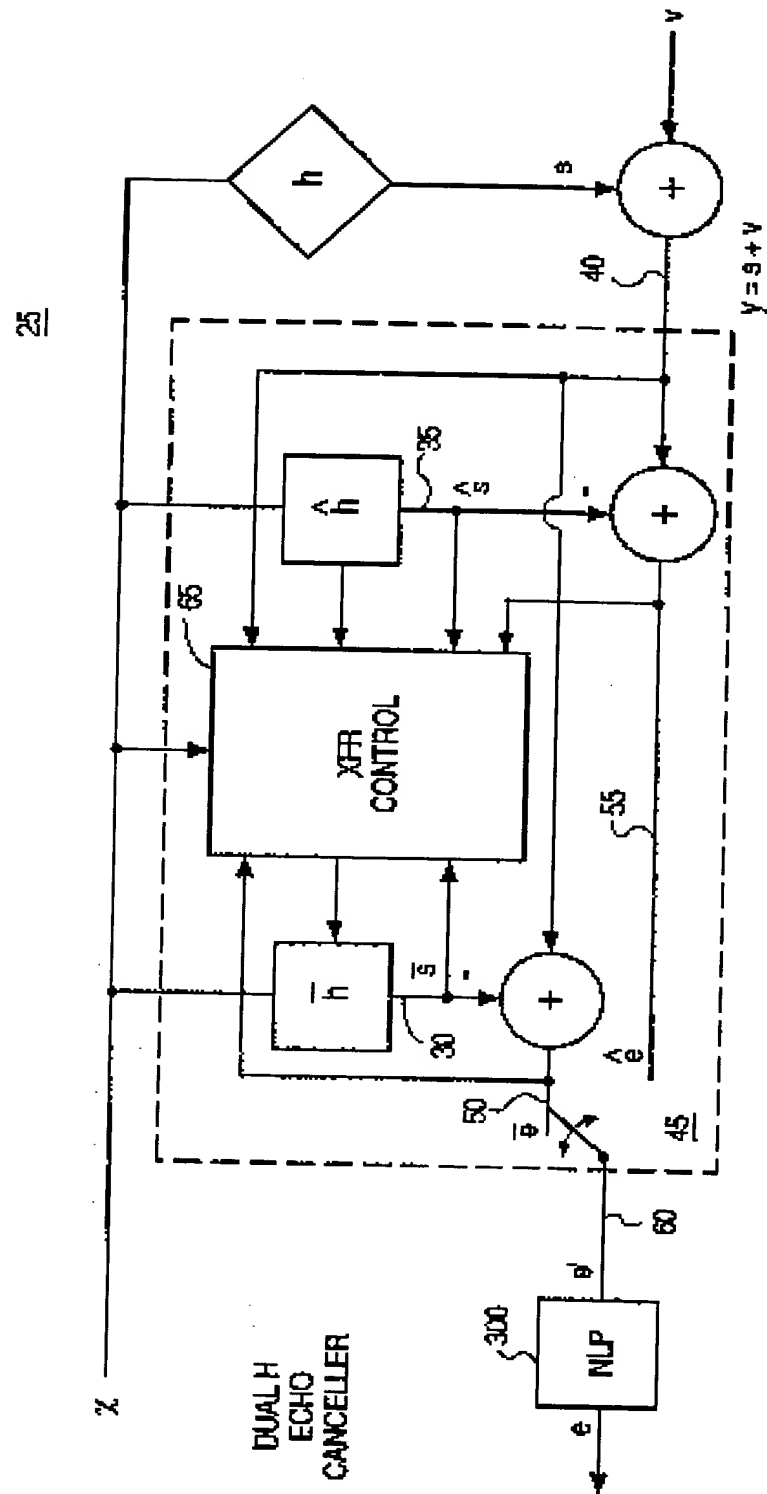 25
x
v
h
s
40
y = s + v
ĥ
35
ŝ
-
65
XFR
CONTROL
h̅
30
s̅
-
+
+
+
55
ê
50
e̅
45
60
e'
300
NLP
e
DUAL H
ECHO
CANCELLER